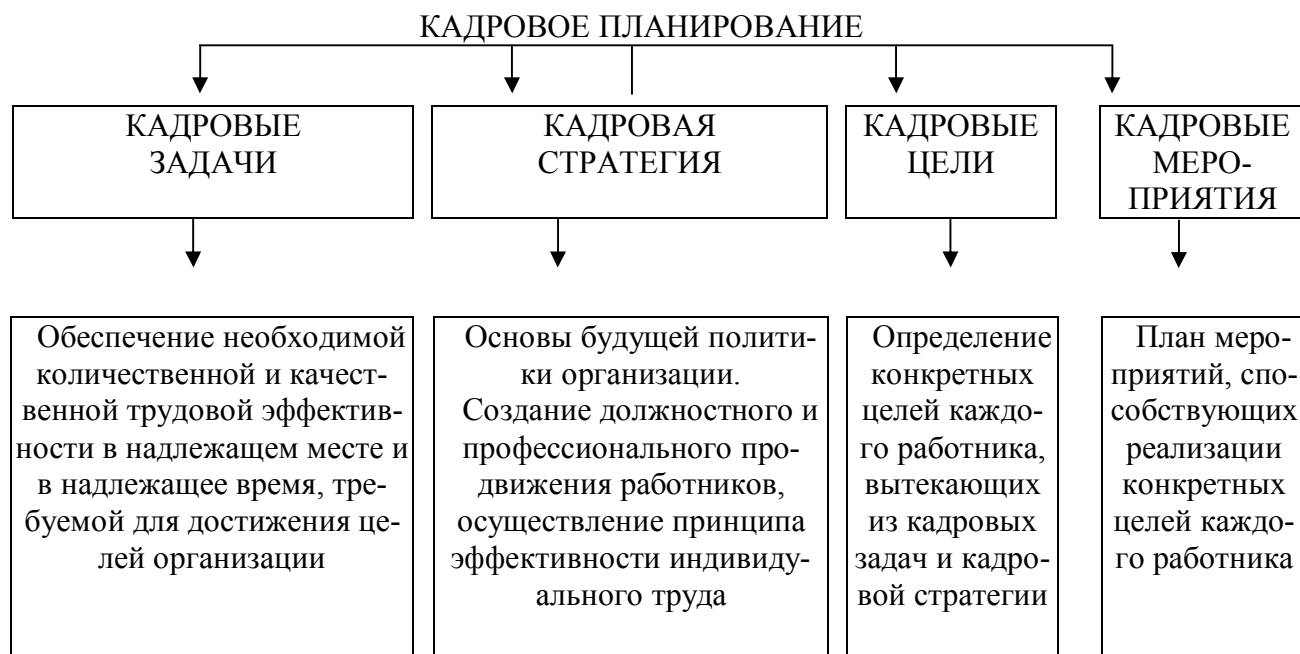 КАДРОВОЕ ПЛАНИРОВАНИЕ
КАДРОВЫЕ
ЗАДАЧИ
КАДРОВАЯ
СТРАТЕГИЯ
КАДРОВЫЕ
ЦЕЛИ
КАДРОВЫЕ
МЕРО-
ПРИЯТИЯ
Обеспечение необходимой
количественной и качест-
венной трудовой эффектив-
ности в надлежащем месте и
в надлежащее время, тре-
буемой для достижения це-
лей организации
Основы будущей полити-
ки организации.
Создание должностного и
профессионального про-
движения работников,
осуществление принципа
эффективности индивиду-
ального труда
Определение
конкретных
целей каждо-
го работника,
вытекающих
из кадровых
задач и кадро-
вой стратегии
План меро-
приятий, спо-
собствующих
реализации
конкретных
целей каждо-
го работника